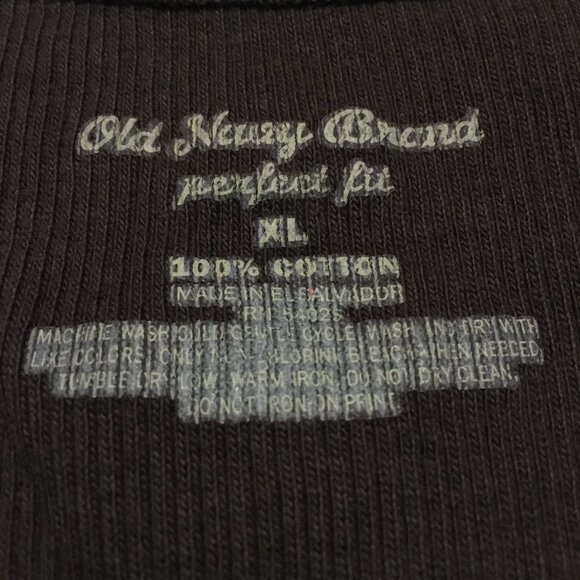 Old Navy Brand
perfect fit
XL
100% COTTON
MADE IN EL SALVADOR
RN 54023
MACHINE WASH COLD GENTLE CYCLE. WASH AND DRY WITH
LIKE COLORS. ONLY NON-CHLORINE BLEACH WHEN NEEDED.
TUMBLE DRY LOW. WARM IRON. DO NOT DRY CLEAN.
DO NOT IRON ON PRINT.